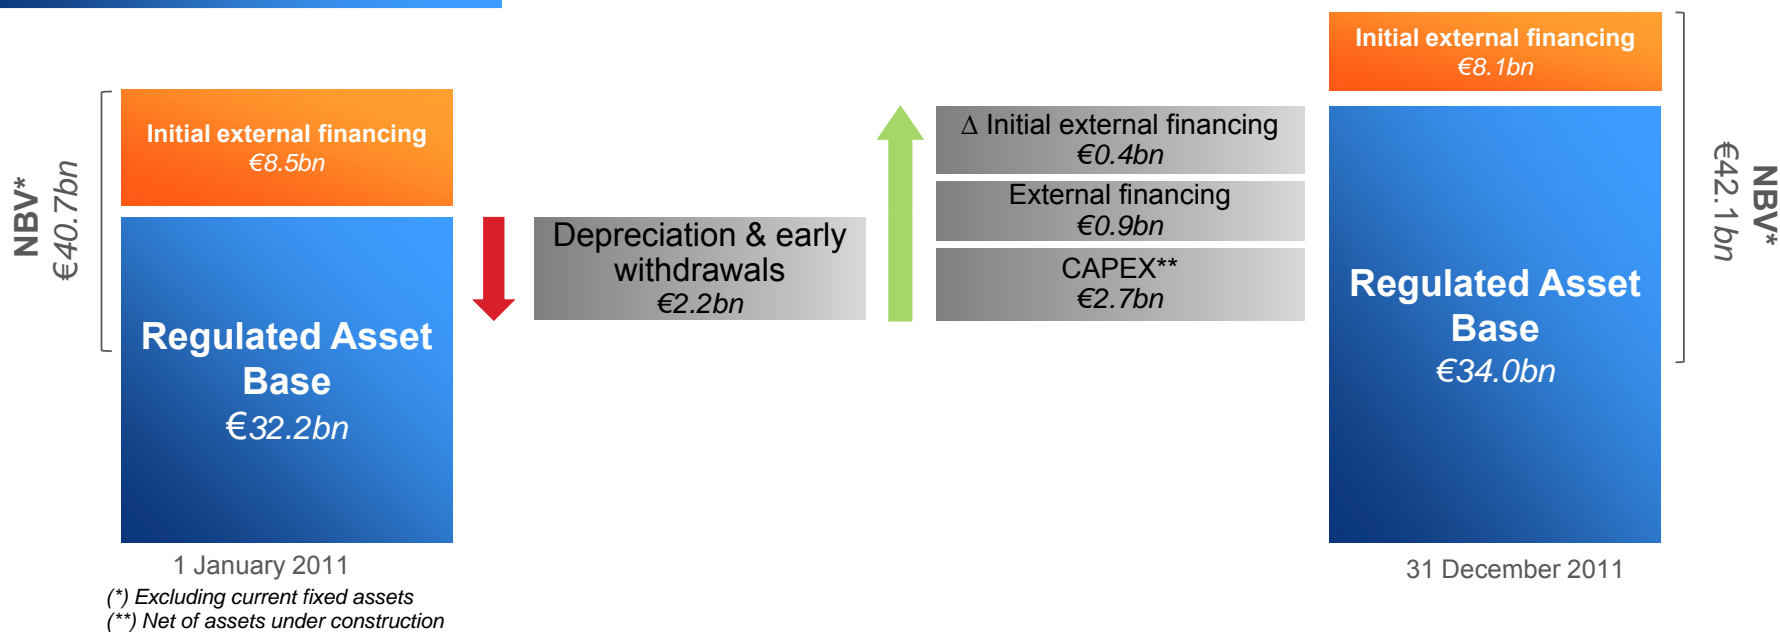 NBV*
€40.7bn
Initial external financing
€8.5bn
Regulated Asset
Base
€32.2bn
1 January 2011
Depreciation & early
withdrawals
€2.2bn
Δ Initial external financing
€0.4bn
External financing
€0.9bn
CAPEX**
€2.7bn
Initial external financing
€8.1bn
Regulated Asset
Base
€34.0bn
31 December 2011
NBV*
€42.1bn
(*) Excluding current fixed assets
(**) Net of assets under construction